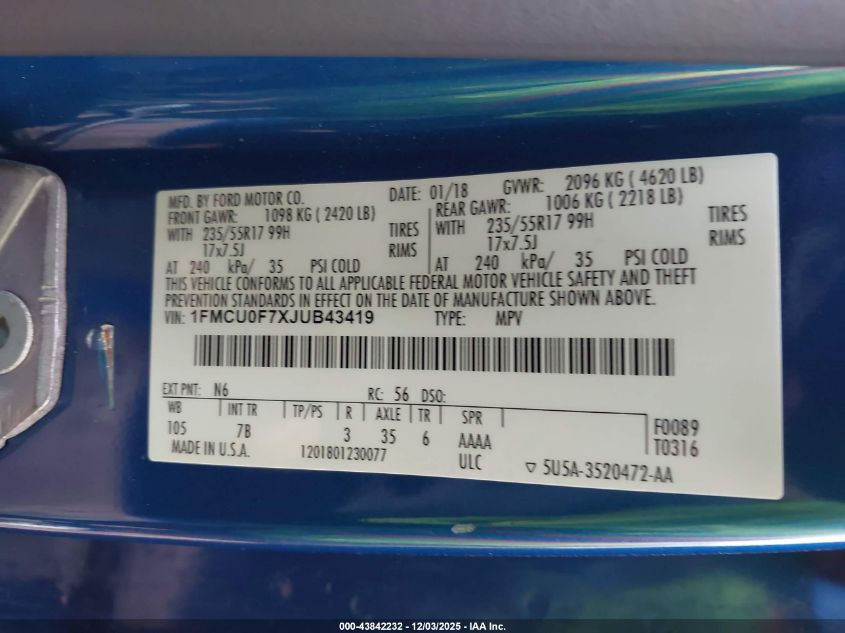 MFD. BY FORD MOTOR CO. DATE: 01/18 GVWR: 2096 KG ( 4620 LB)
FRONT GAWR: 1098 KG ( 2420 LB) REAR GAWR: 1006 KG ( 2218 LB)
WITH 235/55R17 99H TIRES WITH 235/55R17 99H TIRES
17x7.5J RIMS 17x7.5J RIMS
AT 240 kPa/ 35 PSI COLD AT 240 kPa/ 35 PSI COLD
THIS VEHICLE CONFORMS TO ALL APPLICABLE FEDERAL MOTOR VEHICLE SAFETY AND THEFT
PREVENTION STANDARDS IN EFFECT ON THE DATE OF MANUFACTURE SHOWN ABOVE.
VIN: 1FMCU0F7XJUB43419 TYPE: MPV
EXT PNT: N6 RC: 56 DSO:
WB INT TR TP/PS R AXLE TR SPR F0089
105 7B 3 35 6 AAAA T0316
MADE IN U.S.A. 1201801230077 ULC ▽ 5U5A-3520472-AA
000-43842232 - 12/03/2025 - IAA Inc.